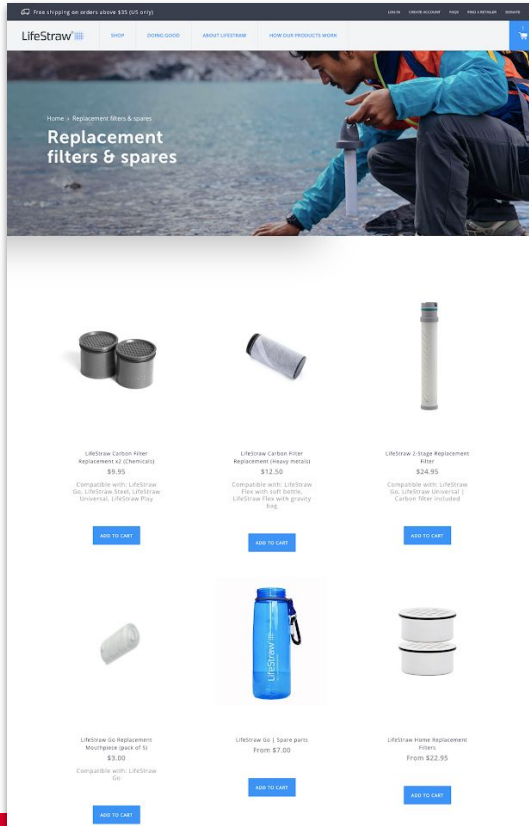 Free shipping on orders above $35 (US only)
LOG IN CREATE ACCOUNT FAQS FIND A RETAILER DONATE
LifeStraw®
SHOP DOING GOOD ABOUT LIFESTRAW HOW OUR PRODUCTS WORK
Home › Replacement filters & spares
Replacement
filters & spares
LifeStraw Carbon Filter
Replacement x2 (Chemicals)
$9.95
Compatible with: LifeStraw
Go, LifeStraw Steel, LifeStraw
Universal, LifeStraw Play
ADD TO CART
LifeStraw Carbon Filter
Replacement (Heavy metals)
$12.50
Compatible with: LifeStraw
Flex with soft bottle,
LifeStraw Flex with gravity
bag
ADD TO CART
LifeStraw 2-Stage Replacement
Filter
$24.95
Compatible with: LifeStraw
Go, LifeStraw Universal |
Carbon filter included
ADD TO CART
LifeStraw Go Replacement
Mouthpiece (pack of 5)
$3.00
Compatible with: LifeStraw
Go
ADD TO CART
LifeStraw
LifeStraw Go | Spare parts
From $7.00
ADD TO CART
LifeStraw Home Replacement
Filters
From $22.95
ADD TO CART